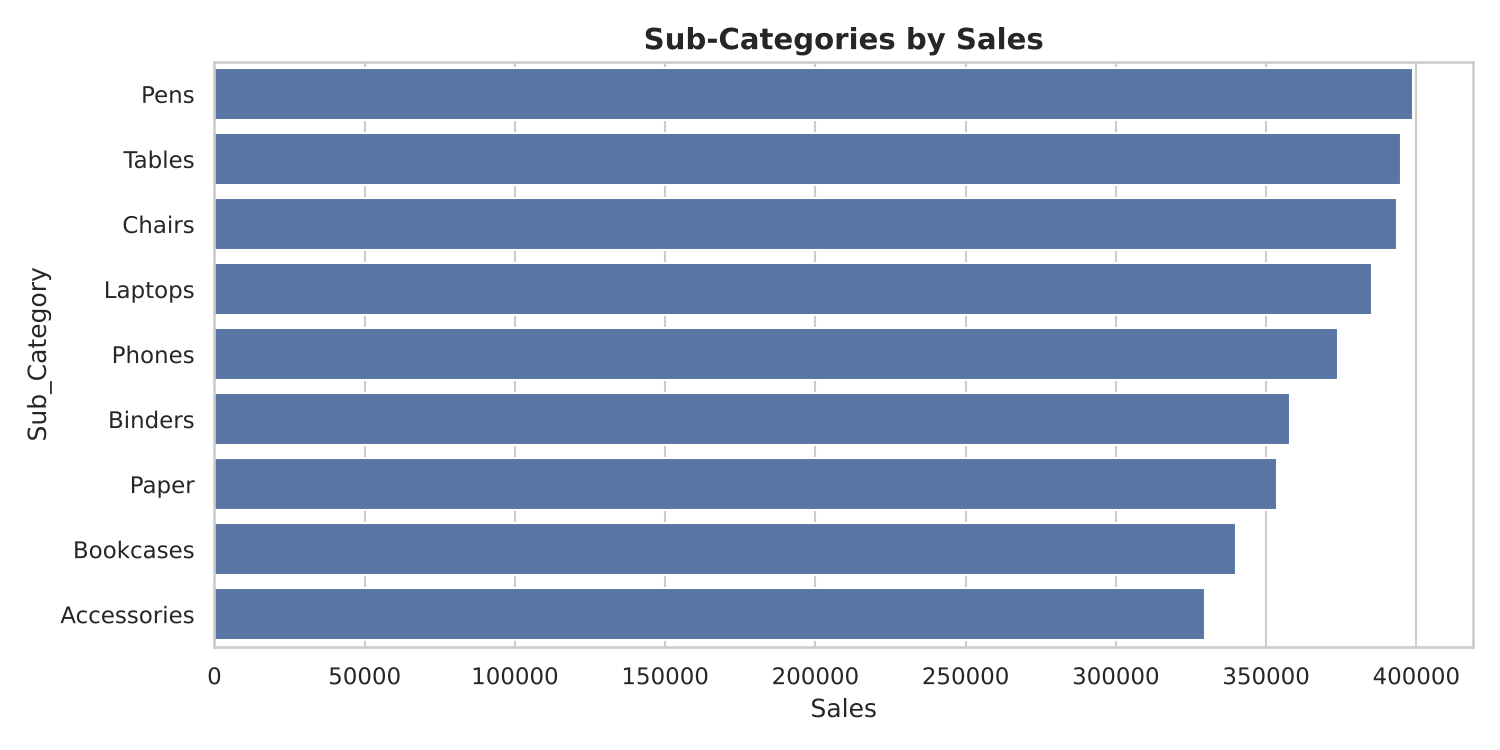 Sub-Categories by Sales
Sub_Category
Pens
Tables
Chairs
Laptops
Phones
Binders
Paper
Bookcases
Accessories
0 50000 100000 150000 200000 250000 300000 350000 400000
Sales